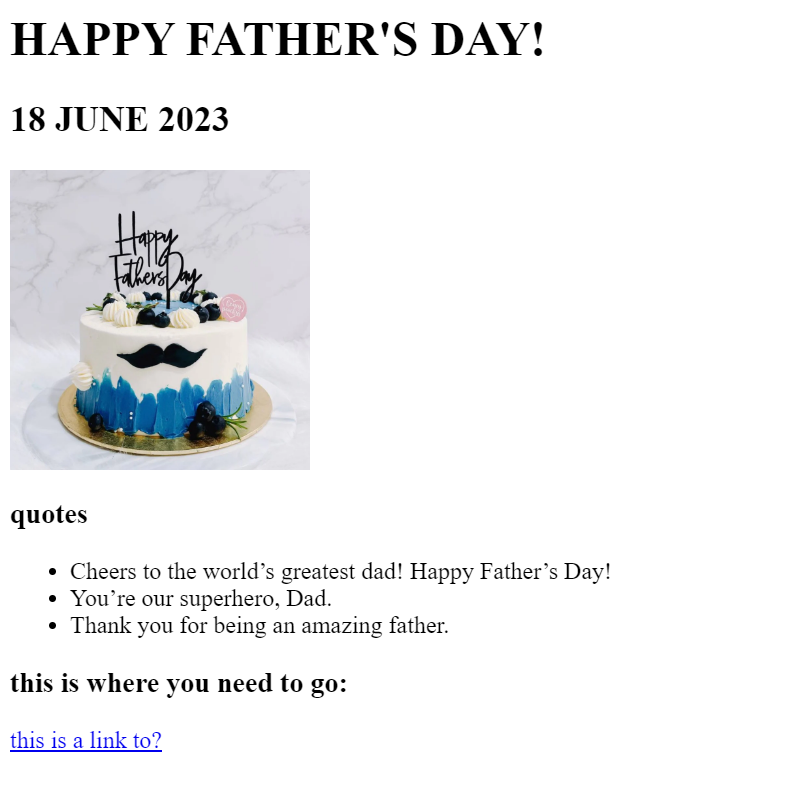 HAPPY FATHER'S DAY!
18 JUNE 2023
Happy
Fathers Day
quotes
Cheers to the world’s greatest dad! Happy Father’s Day!
You’re our superhero, Dad.
Thank you for being an amazing father.
this is where you need to go:
this is a link to?